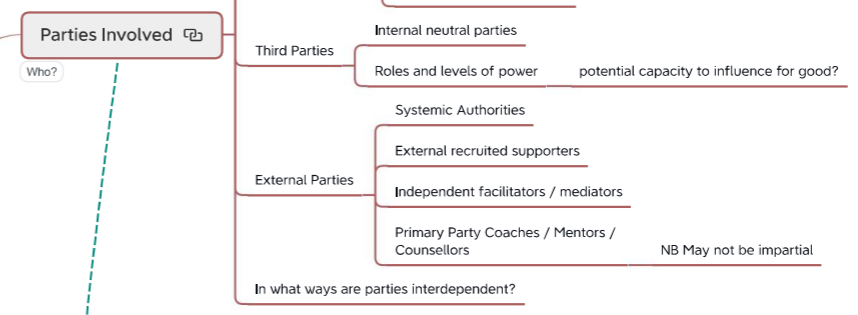 Parties Involved
Who?
Third Parties
Internal neutral parties
Roles and levels of power
potential capacity to influence for good?
External Parties
Systemic Authorities
External recruited supporters
Independent facilitators / mediators
Primary Party Coaches / Mentors /
Counsellors
NB May not be impartial
In what ways are parties interdependent?